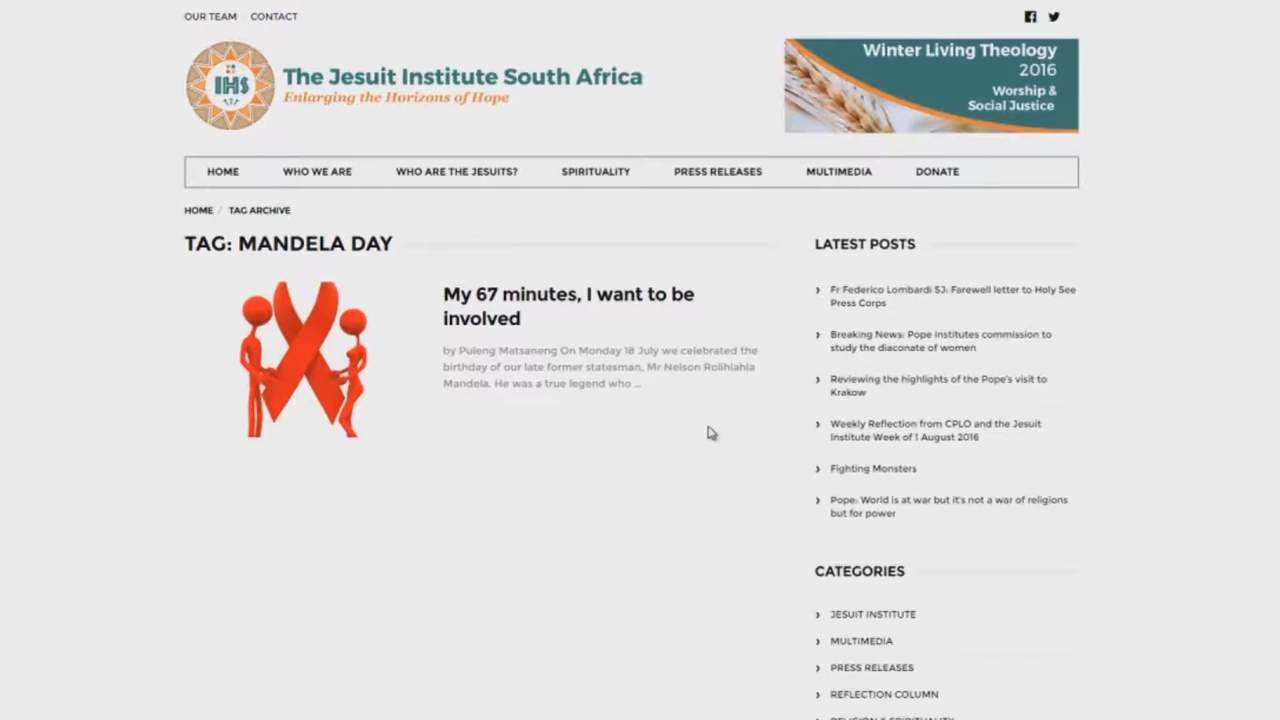 OUR TEAM CONTACT
IHS
The Jesuit Institute South Africa
Enlarging the Horizons of Hope
Winter Living Theology
2016
Worship &
Social Justice
HOME WHO WE ARE WHO ARE THE JESUITS? SPIRITUALITY PRESS RELEASES MULTIMEDIA DONATE
HOME / TAG ARCHIVE
TAG: MANDELA DAY
My 67 minutes, I want to be
involved
by Puleng Matsaneng On Monday 18 July we celebrated the
birthday of our late former statesman, Mr Nelson Rolihlahla
Mandela. He was a true legend who ...
LATEST POSTS
Fr Federico Lombardi SJ: Farewell letter to Holy See
Press Corps
Breaking News: Pope institutes commission to
study the diaconate of women
Reviewing the highlights of the Pope's visit to
Krakow
Weekly Reflection from CPLO and the Jesuit
Institute Week of 1 August 2016
Fighting Monsters
Pope: World is at war but it's not a war of religions
but for power
CATEGORIES
JESUIT INSTITUTE
MULTIMEDIA
PRESS RELEASES
REFLECTION COLUMN
RELIGION & SPIRITUALITY